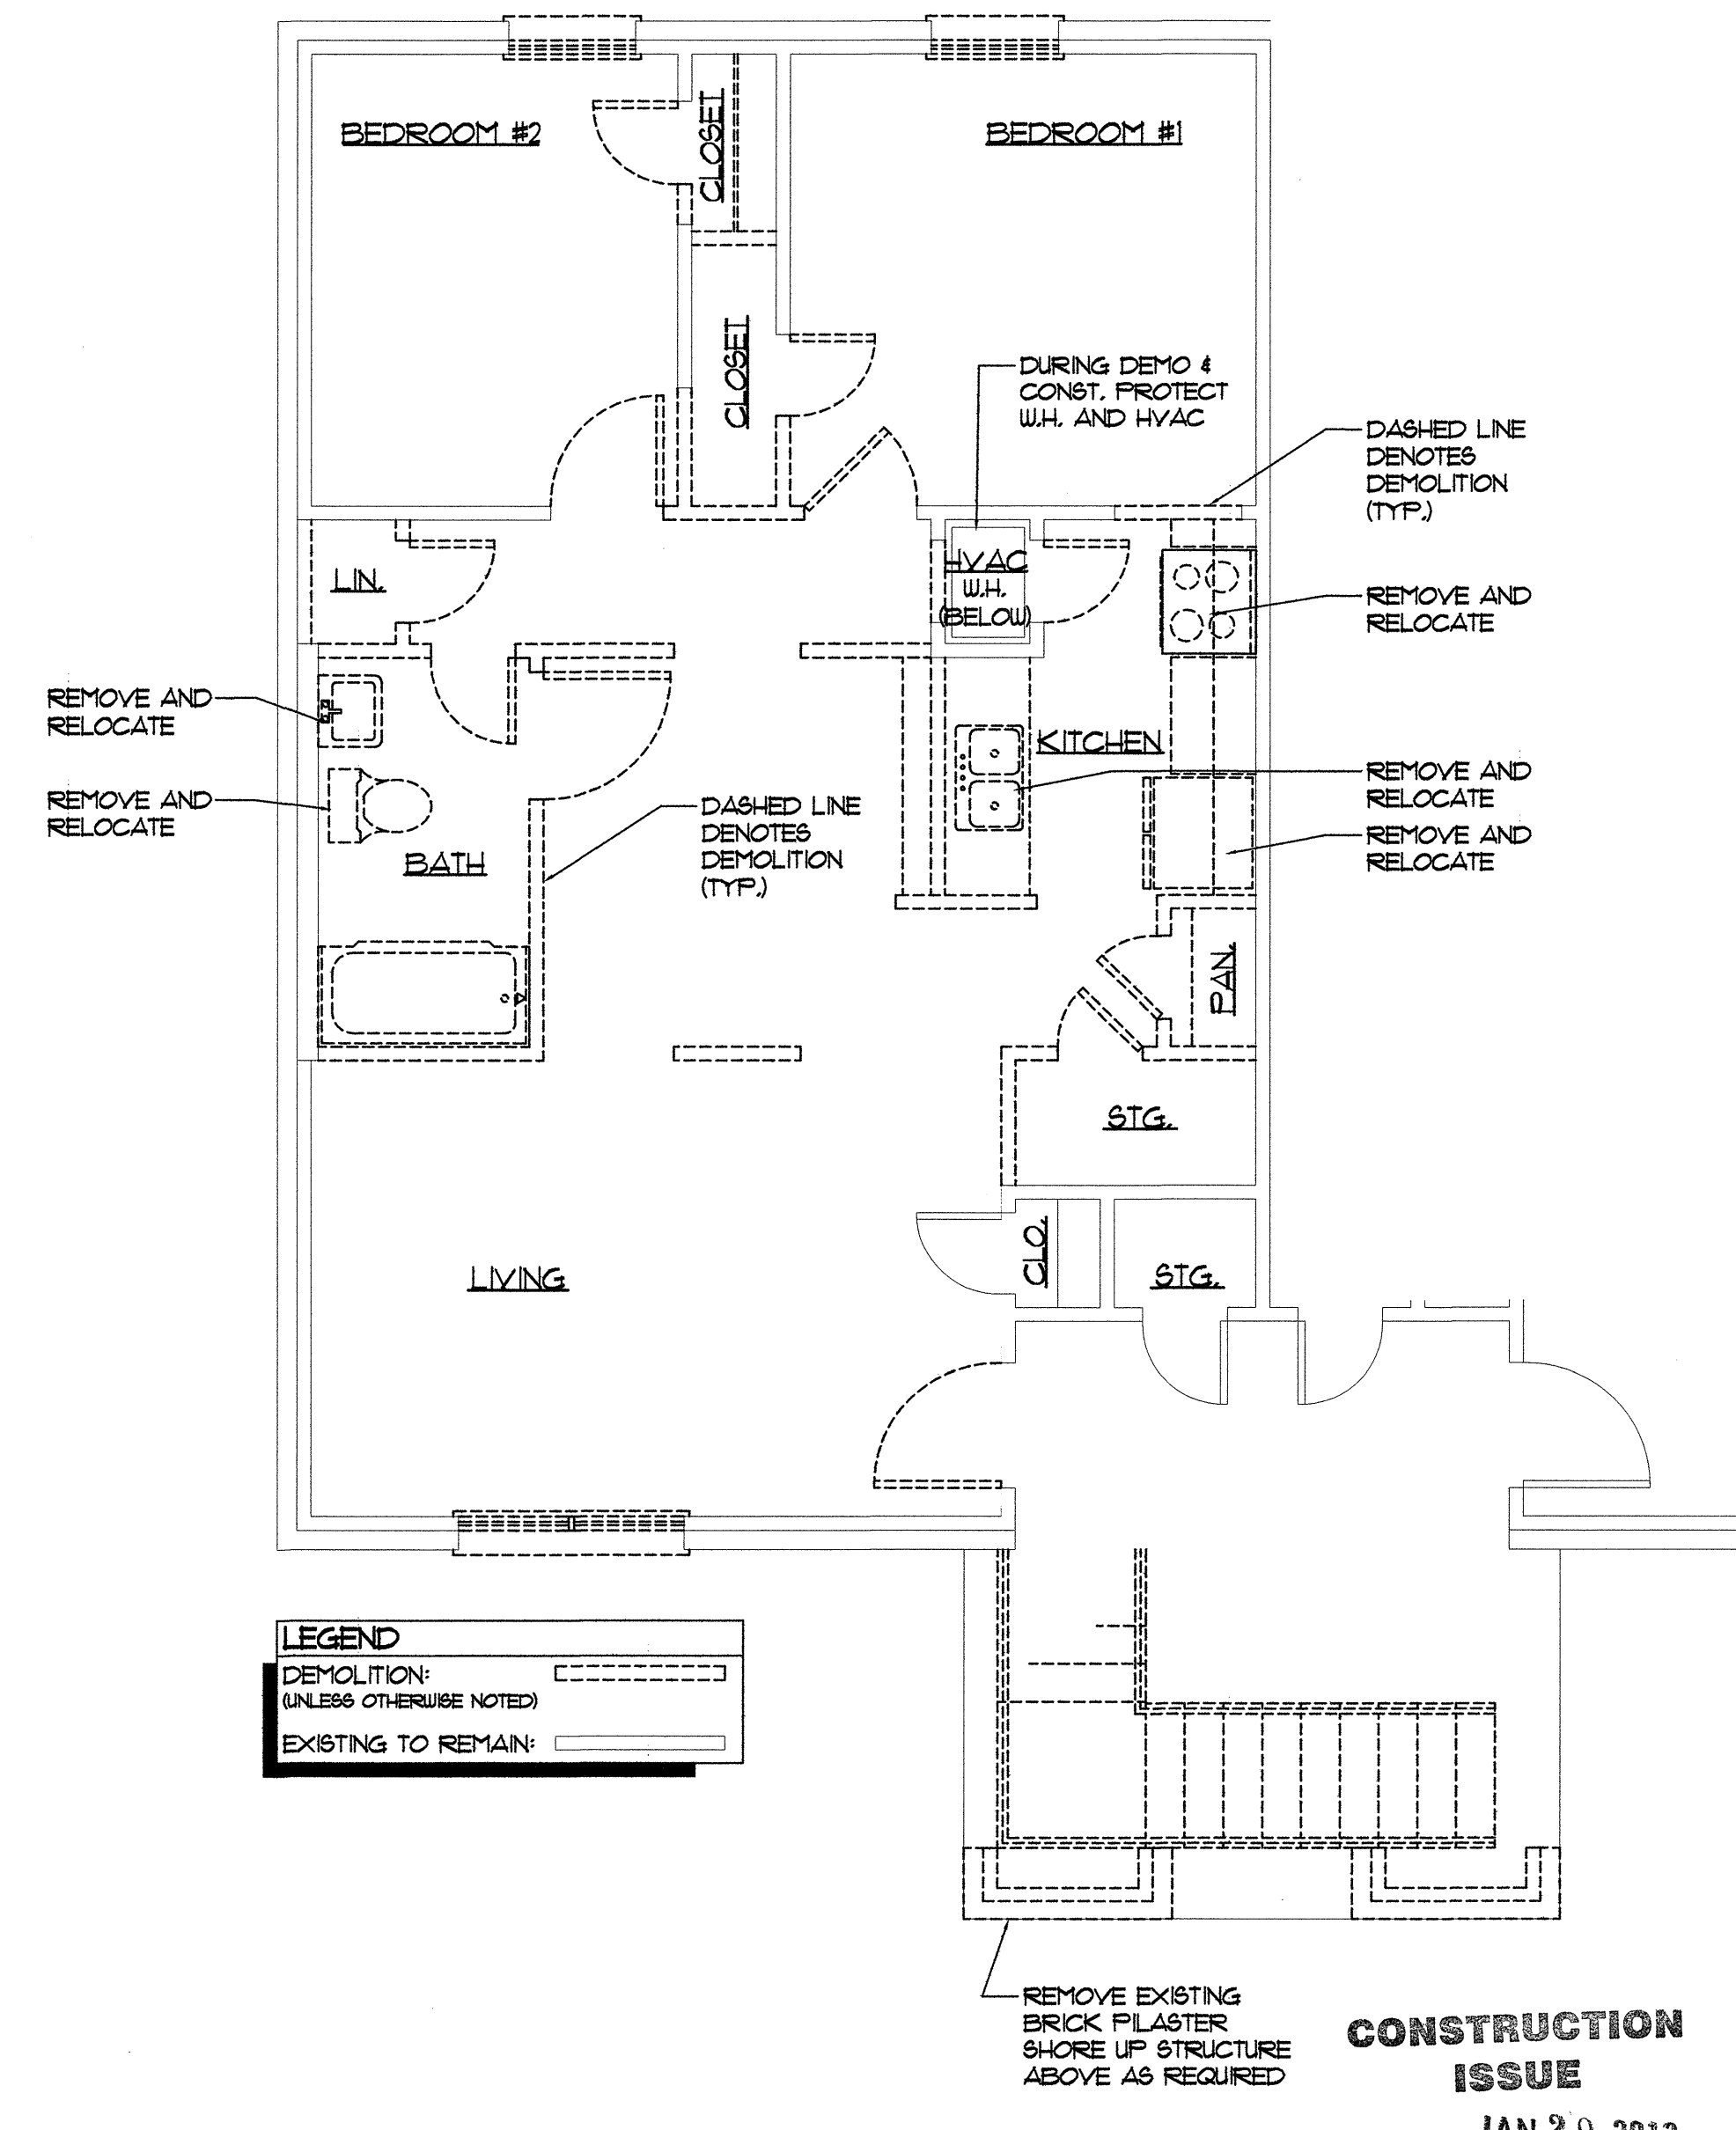 BEDROOM #2
CLOSET
BEDROOM #1
CLOSET
DURING DEMO &
CONST. PROTECT
W.H. AND HVAC
DASHED LINE
DENOTES
DEMOLITION
(TYP.)
HVAC
W.H.
(BELOW)
LIN.
REMOVE AND
RELOCATE
REMOVE AND
RELOCATE
KITCHEN
REMOVE AND
RELOCATE
REMOVE AND
RELOCATE
DASHED LINE
DENOTES
DEMOLITION
(TYP.)
REMOVE AND
RELOCATE
BATH
PAN.
STG.
CLO.
STG.
LIVING
LEGEND
DEMOLITION:
(UNLESS OTHERWISE NOTED)
EXISTING TO REMAIN:
REMOVE EXISTING
BRICK PILASTER
SHORE UP STRUCTURE
ABOVE AS REQUIRED
CONSTRUCTION
ISSUE
JAN 20